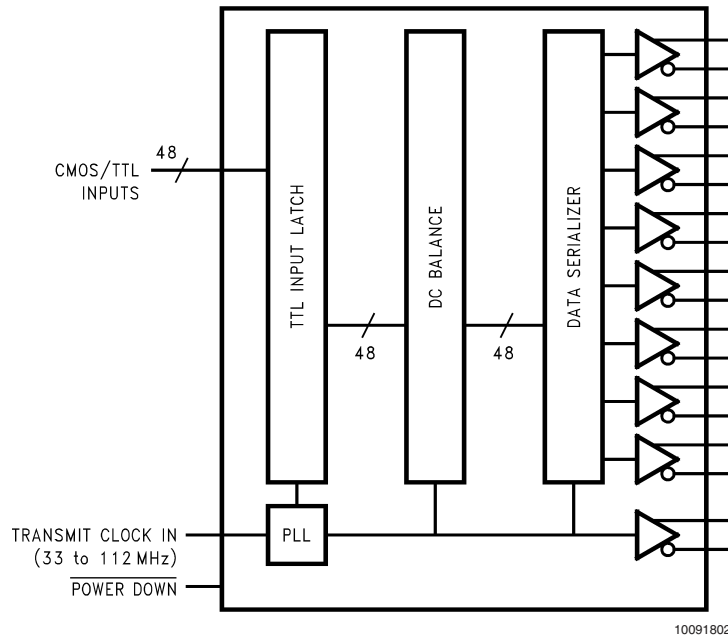 48
CMOS/TTL
INPUTS
TTL INPUT LATCH
DC BALANCE
DATA SERIALIZER
48
48
TRANSMIT CLOCK IN
(33 to 112 MHz)
PLL
POWER DOWN
10091802